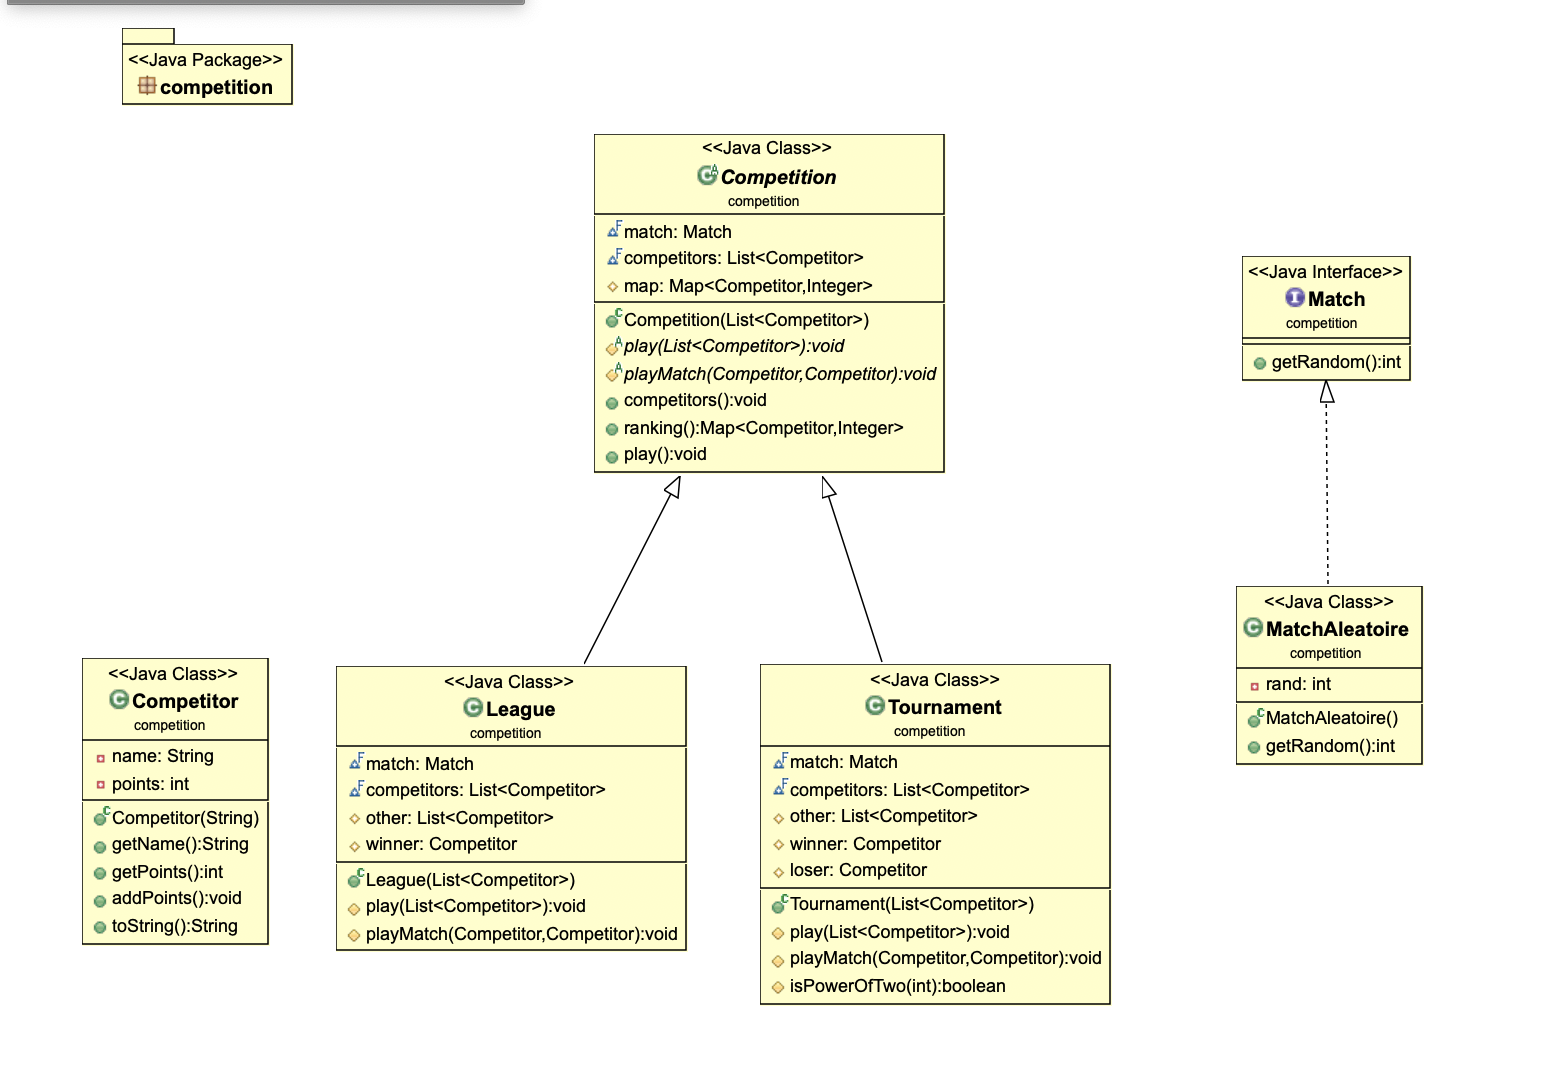 <<Java Package>>
competition
<<Java Class>>
Competition
competition
match: Match
competitors: List<Competitor>
map: Map<Competitor,Integer>
Competition(List<Competitor>)
play(List<Competitor>):void
playMatch(Competitor,Competitor):void
competitors():void
ranking():Map<Competitor,Integer>
play():void
<<Java Interface>>
Match
competition
getRandom():int
<<Java Class>>
Competitor
competition
name: String
points: int
Competitor(String)
getName():String
getPoints():int
addPoints():void
toString():String
<<Java Class>>
League
competition
match: Match
competitors: List<Competitor>
other: List<Competitor>
winner: Competitor
League(List<Competitor>)
play(List<Competitor>):void
playMatch(Competitor,Competitor):void
<<Java Class>>
Tournament
competition
match: Match
competitors: List<Competitor>
other: List<Competitor>
winner: Competitor
loser: Competitor
Tournament(List<Competitor>)
play(List<Competitor>):void
playMatch(Competitor,Competitor):void
isPowerOfTwo(int):boolean
<<Java Class>>
MatchAleatoire
competition
rand: int
MatchAleatoire()
getRandom():int